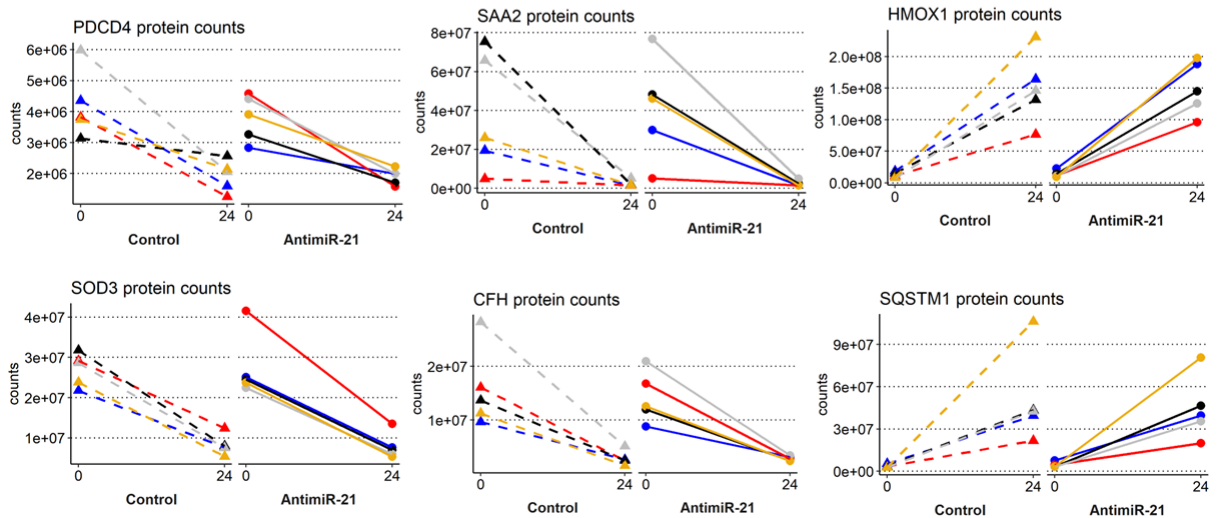 PDCD4 protein counts
6e+06
5e+06
4e+06
3e+06
2e+06
counts
0 24 0 24
Control AntimiR-21
SAA2 protein counts
8e+07
6e+07
4e+07
2e+07
0e+00
counts
0 24 0 24
Control AntimiR-21
HMOX1 protein counts
2.0e+08
1.5e+08
1.0e+08
5.0e+07
0.0e+00
counts
0 24 0 24
Control AntimiR-21
SOD3 protein counts
4e+07
3e+07
2e+07
1e+07
counts
0 24 0 24
Control AntimiR-21
CFH protein counts
2e+07
1e+07
counts
0 24 0 24
Control AntimiR-21
SQSTM1 protein counts
9e+07
6e+07
3e+07
0e+00
counts
0 24 0 24
Control AntimiR-21